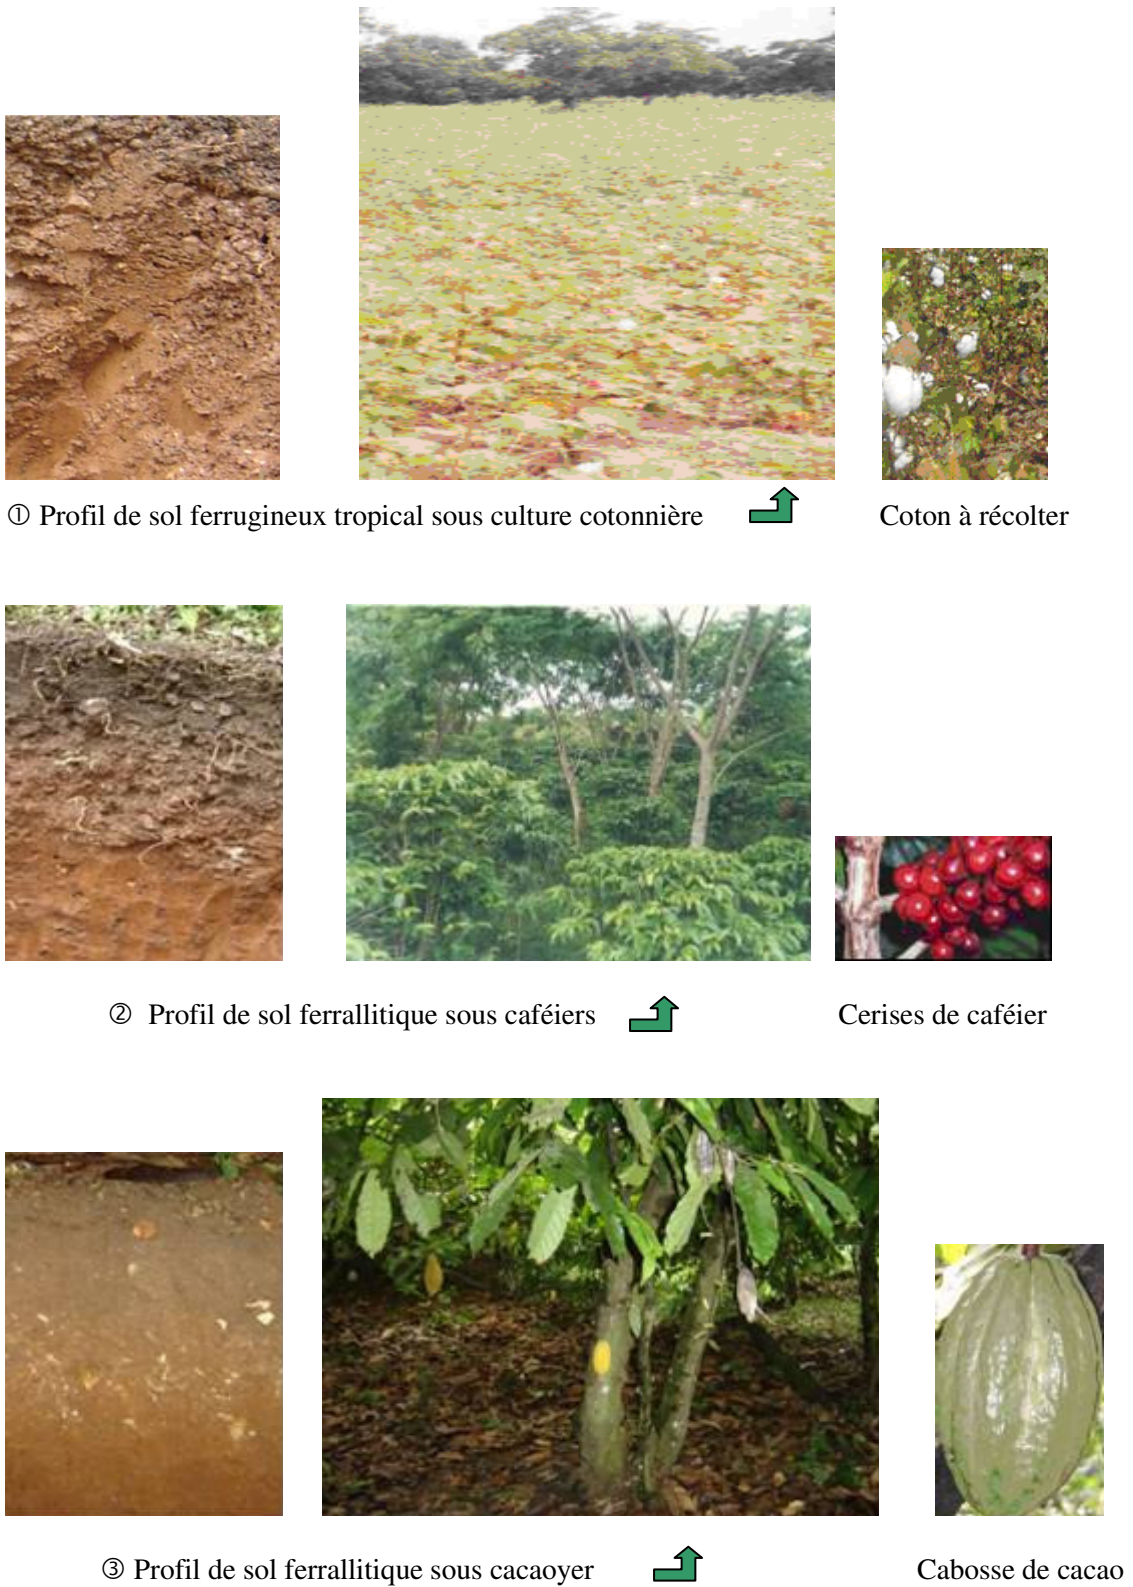 ① Profil de sol ferrugineux tropical sous culture cotonnière Coton à récolter
② Profil de sol ferrallitique sous caféiers Cerises de caféier
③ Profil de sol ferrallitique sous cacaoyer Cabosse de cacao